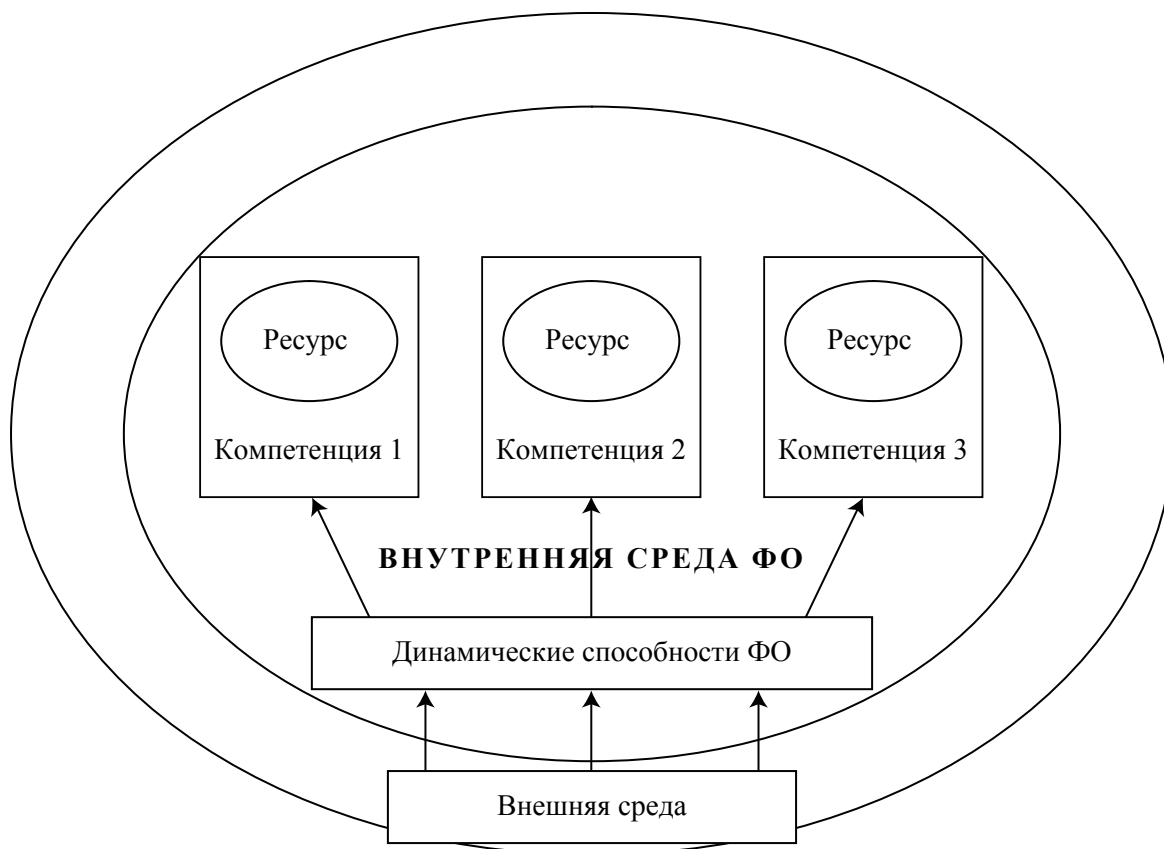 Ресурс
Ресурс
Ресурс
Компетенция 1
Компетенция 2
Компетенция 3
ВНУТРЕННЯЯ СРЕДА ФО
Динамические способности ФО
Внешняя среда